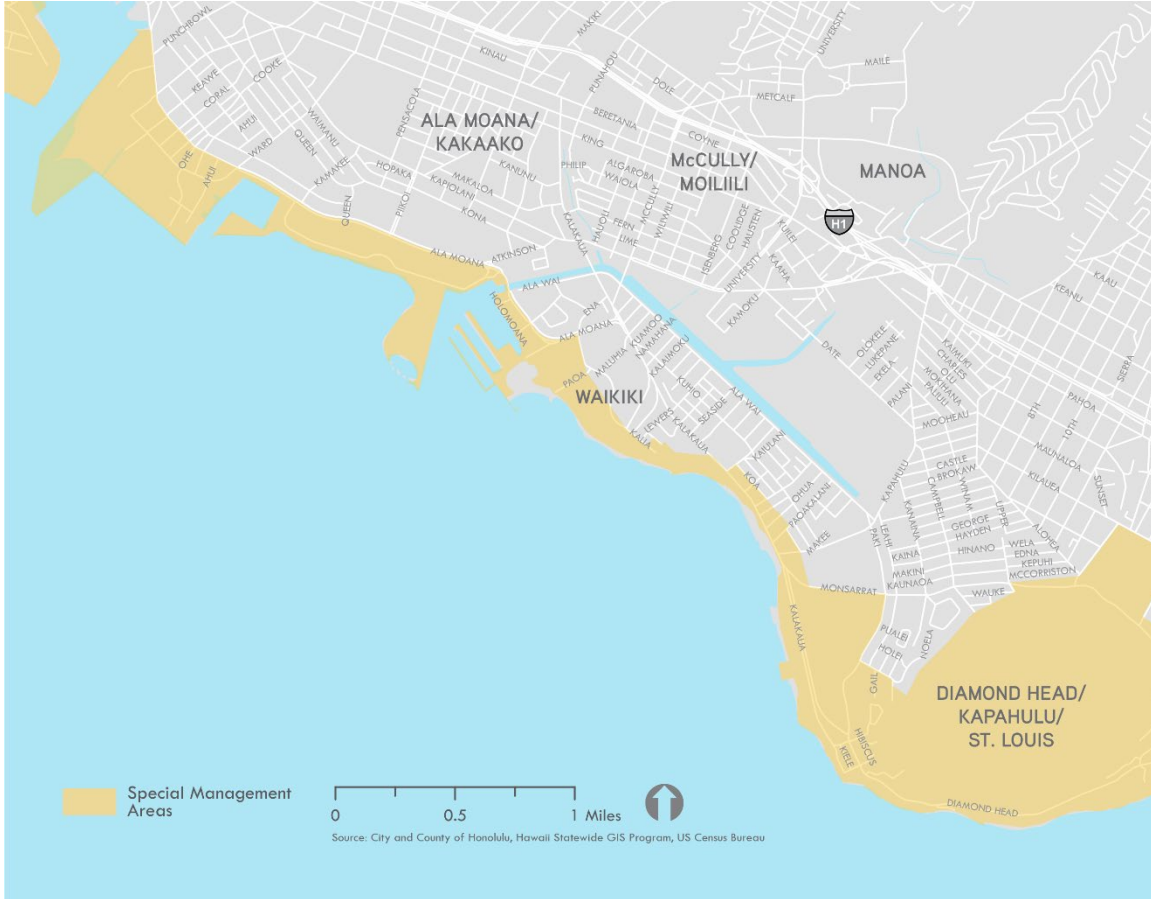 PUNCHBOWL
KEAWE
CORAL
COOKE
AHUI
WARD
QUEEN
WAIMANU
KAMAKEE
OHE
AHUI
QUEEN
PENSACOLA
KINAU
MAKIKI
PUNAHOU
DOLE
UNIVERSITY
MAILE
METCALF
BERETANIA
KING
COYNE
ALA MOANA/
KAKAAKO
McCULLY/
MOILIILI
MANOA
HOPAKA
KAPIOLANI
MAKALOA
KANUNU
KONA
PIIKOI
PHILIP
ALGAROBA
WAIOLA
McCULLY
WILIWILI
HAUOLI
FERN
LIME
KALAKAUA
ISENBERG
COOLIDGE
HAUSTEN
KUILEI
KAAHA
UNIVERSITY
KAMOKU
H1
ALA MOANA
ATKINSON
HOLOMOANA
ALA WAI
ENA
ALA MOANA
KUAMOO
NAMAHANA
KALAIMOKU
MALUHIA
PAOA
WAIKIKI
KUHIO
LEWERS
KALAKAUA
SEASIDE
ALA WAI
KALIA
KAIULANI
KOA
OHUA
PAOAKALANI
MAKEE
DATE
OLOKELE
LUKEPANE
EKELA
PALANI
KAIMUKI
CHARLES
OLU
MOKIHANA
PALIULI
MOOHEAU
KAPAHULU
KEANU
KAAU
SIERRA
PAHOA
8TH
10TH
MAUNALOA
KILAUEA
SUNSET
CASTLE
BROKAW
CAMPBELL
WINAM
KANAINA
GEORGE
HAYDEN
UPPER
ALOHEA
LEAHI
PAKI
KAINA
HINANO
WELA
EDNA
KEPUHI
MCCORRISTON
MAKINI
KAUNAOA
WAUKE
MONSARRAT
KALAKAUA
PUALEI
HOLEI
NOELA
GAIL
HIBISCUS
KIELE
DIAMOND HEAD/
KAPAHULU/
ST. LOUIS
DIAMOND HEAD
Special Management
Areas
0 0.5 1 Miles
Source: City and County of Honolulu, Hawaii Statewide GIS Program, US Census Bureau